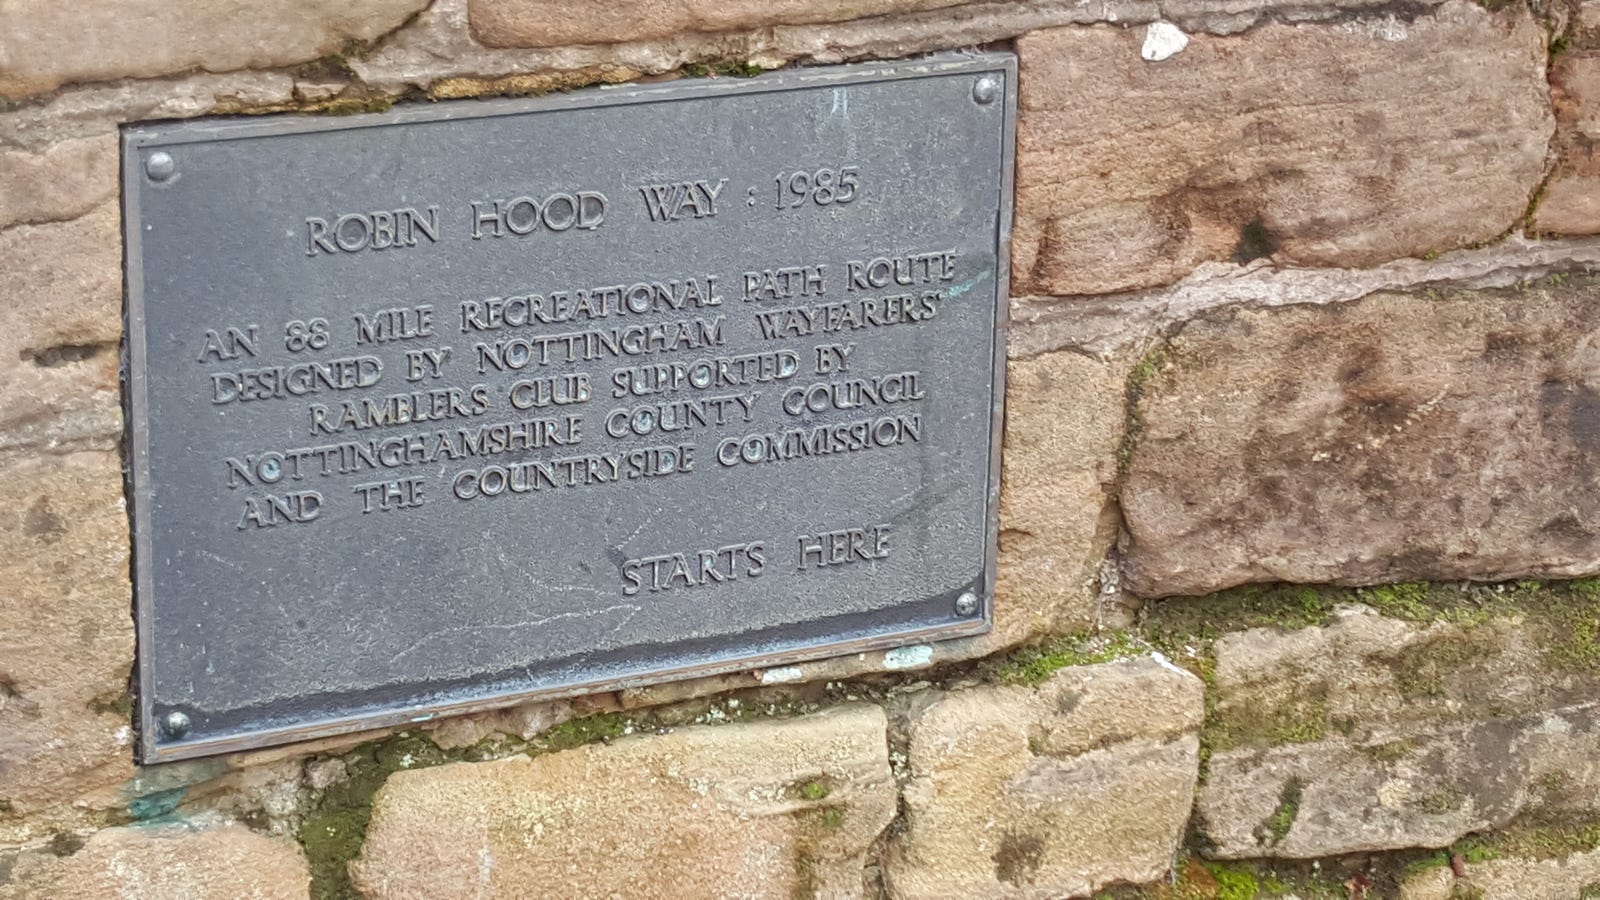 ROBIN HOOD WAY : 1985
AN 88 MILE RECREATIONAL PATH ROUTE
DESIGNED BY NOTTINGHAM WAYFARERS'
RAMBLERS CLUB SUPPORTED BY
NOTTINGHAMSHIRE COUNTY COUNCIL
AND THE COUNTRYSIDE COMMISSION
STARTS HERE